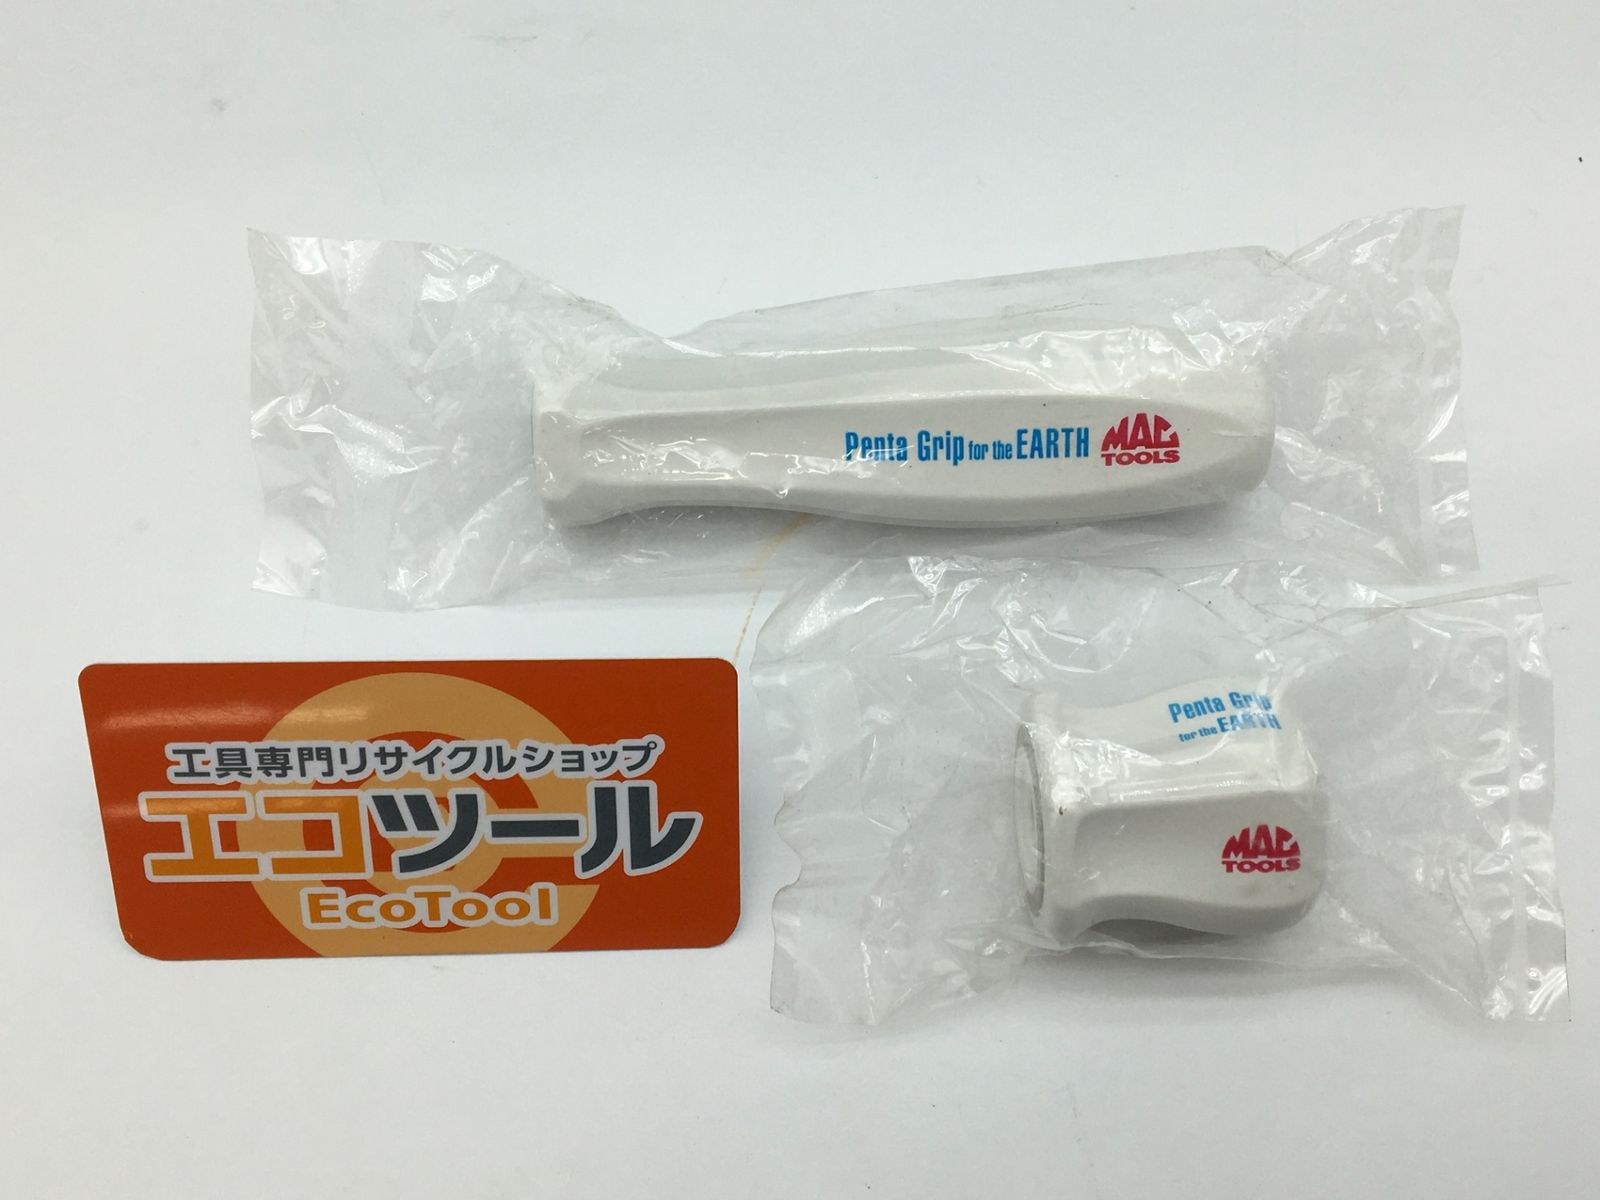 Penta Grip for the EARTH MAC TOOLS
Penta Grip
for the EARTH
MAC
TOOLS
工具専門リサイクルショップ
エコツール
EcoTool